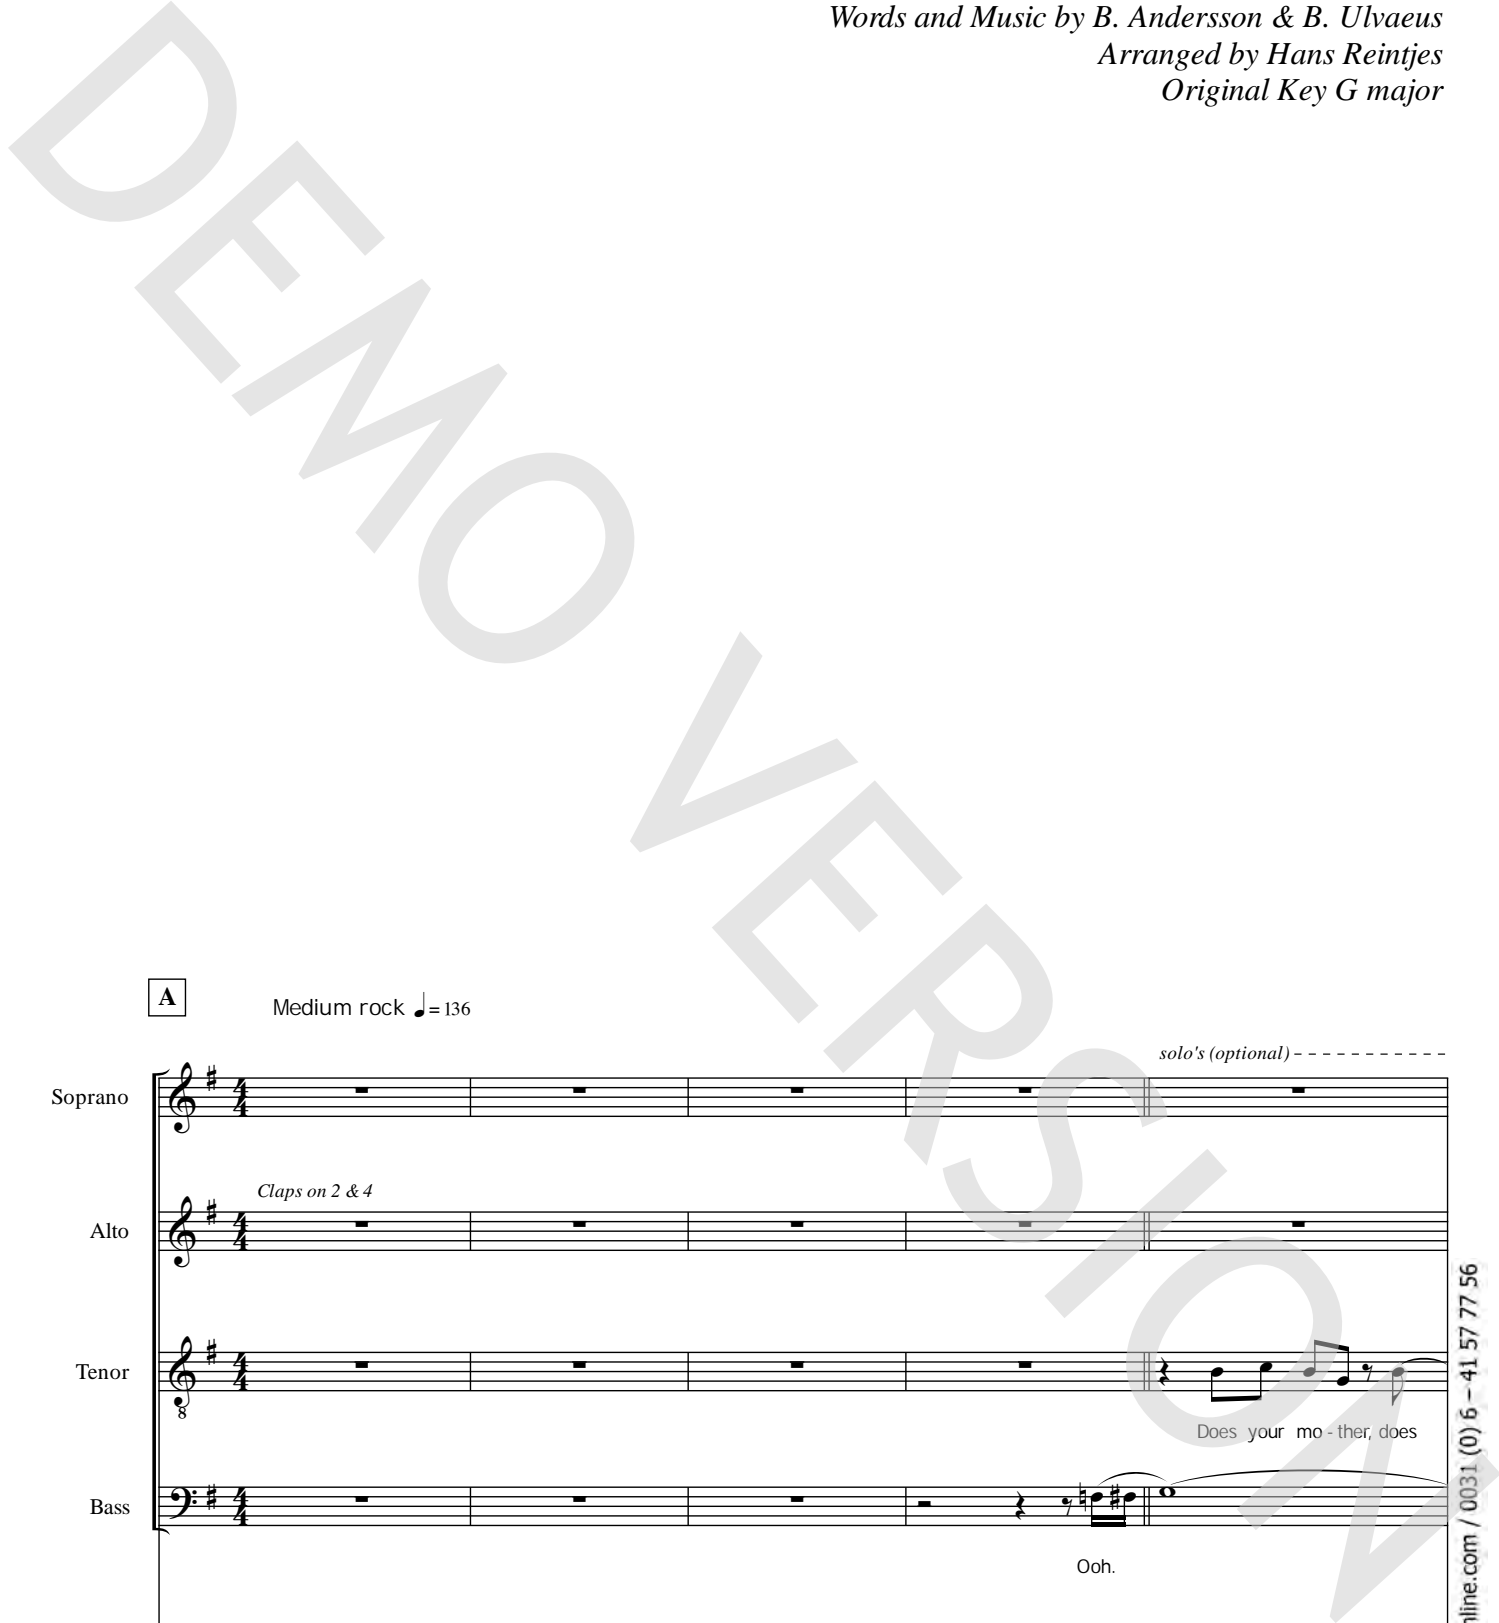 Words and Music by B. Andersson & B. Ulvaeus
Arranged by Hans Reintjes
Original Key G major
DEMO VERSION
A
Medium rock ♩= 136
solo's (optional)
Soprano
Claps on 2 & 4
Alto
Tenor
8
Does your mo - ther, does
Bass
Ooh.
nline.com / 0031 (0) 6 – 41 57 77 56